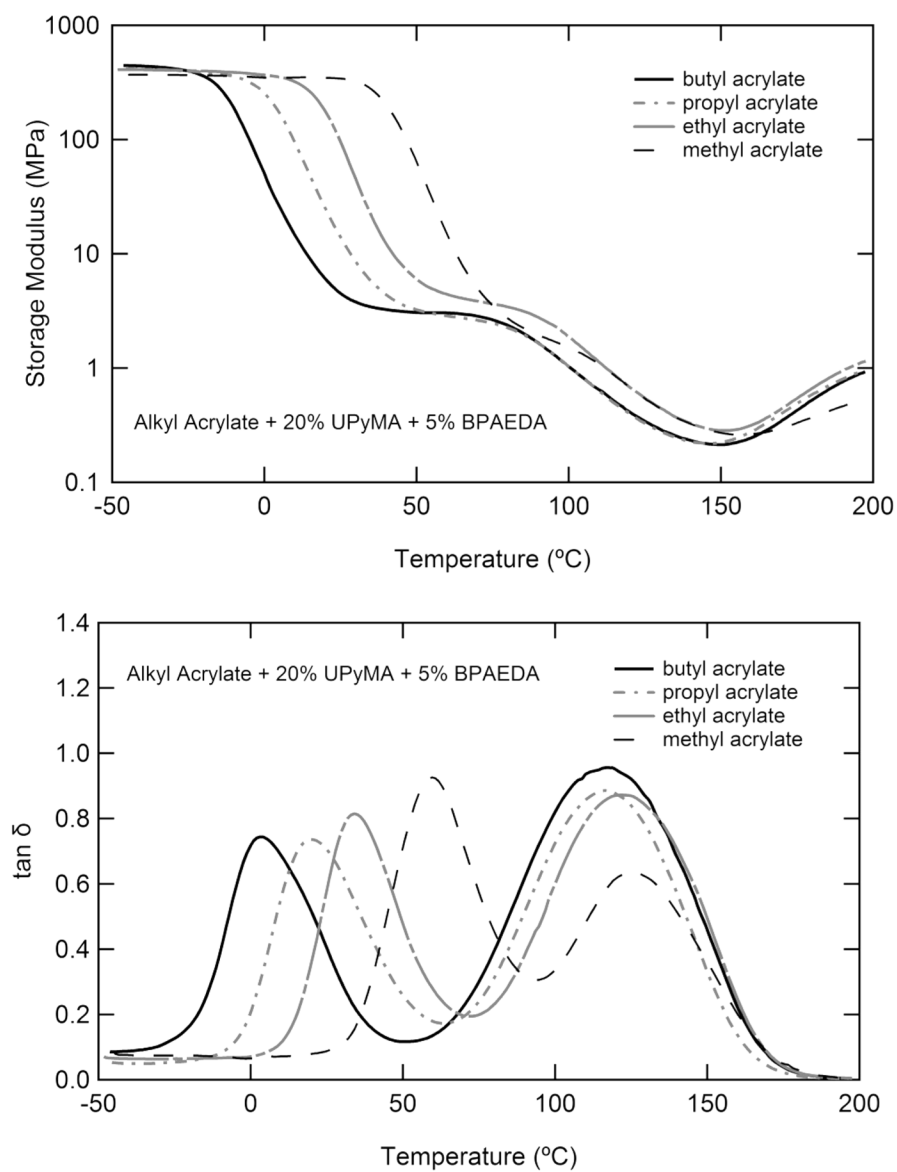 1000
100
10
1
0.1
Storage Modulus (MPa)
butyl acrylate
propyl acrylate
ethyl acrylate
methyl acrylate
Alkyl Acrylate + 20% UPyMA + 5% BPAEDA
-50 0 50 100 150 200
Temperature (ºC)
1.4
1.2
1.0
0.8
0.6
0.4
0.2
0.0
tan δ
Alkyl Acrylate + 20% UPyMA + 5% BPAEDA
butyl acrylate
propyl acrylate
ethyl acrylate
methyl acrylate
-50 0 50 100 150 200
Temperature (ºC)